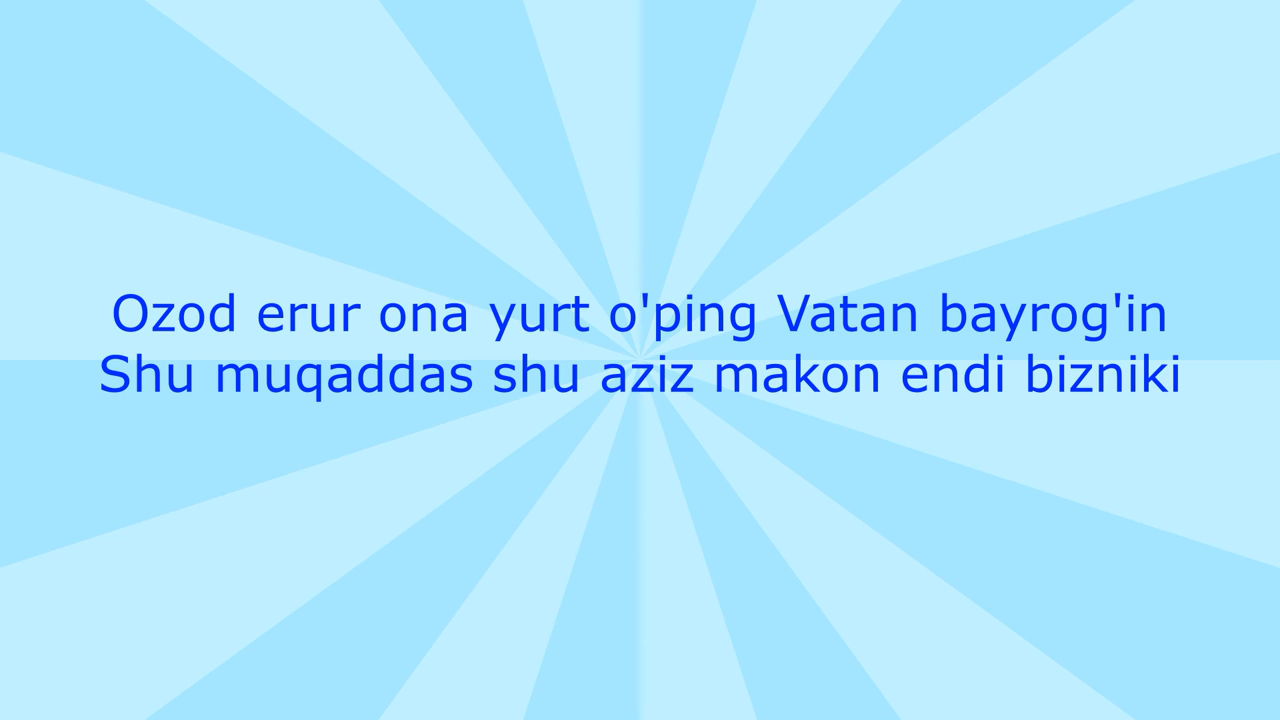 Ozod erur ona yurt o'ping Vatan bayrog'in
Shu muqaddas shu aziz makon endi bizniki